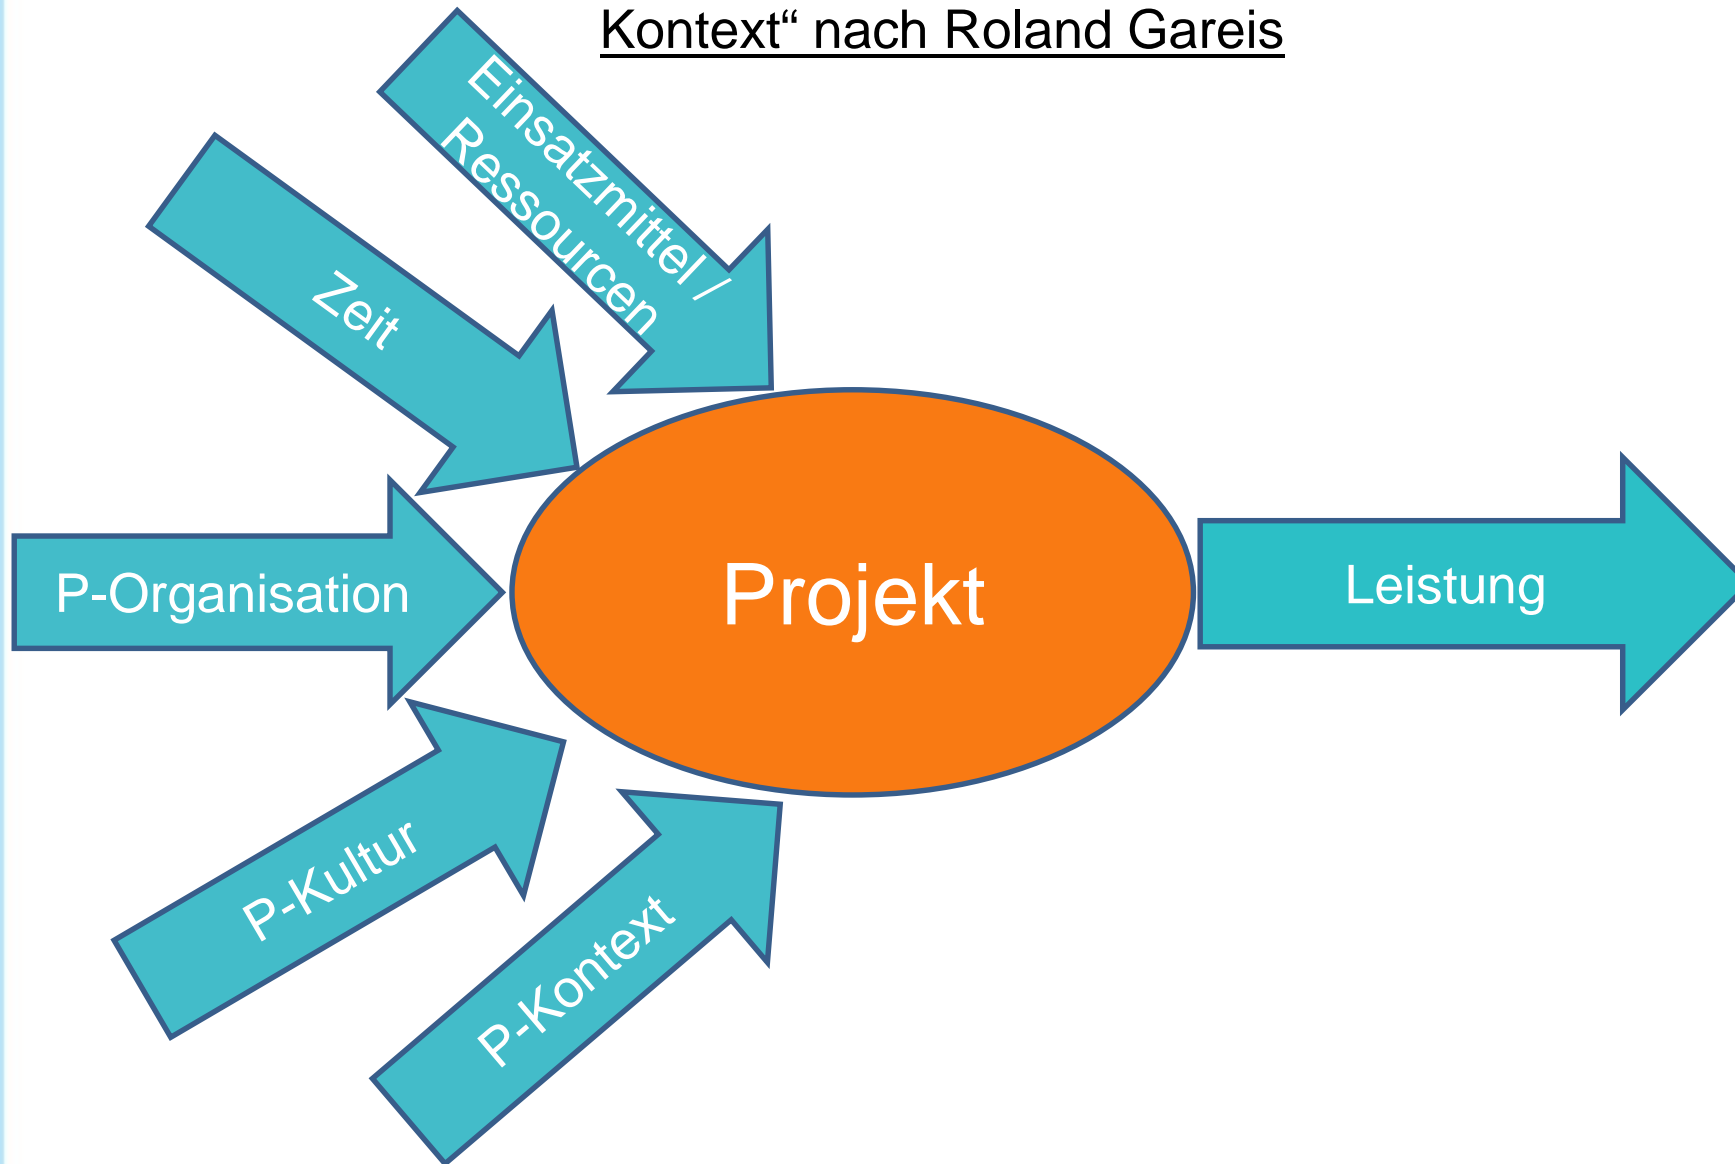 Kontext“ nach Roland Gareis
Einsatzmittel /
Ressourcen
Zeit
P-Organisation
Projekt
Leistung
P-Kultur
P-Kontext